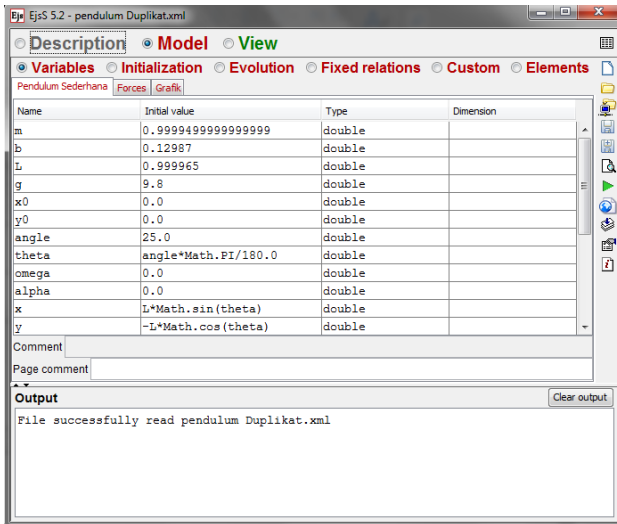 EjsS 5.2 - pendulum Duplikat.xml
Description Model View
Variables Initialization Evolution Fixed relations Custom Elements
Pendulum Sederhana Forces Grafik
Name Initial value Type Dimension
m 0.9999499999999999 double
b 0.12987 double
L 0.999965 double
g 9.8 double
x0 0.0 double
y0 0.0 double
angle 25.0 double
theta angle*Math.PI/180.0 double
omega 0.0 double
alpha 0.0 double
x L*Math.sin(theta) double
y -L*Math.cos(theta) double
Comment
Page comment
Output Clear output
File successfully read pendulum Duplikat.xml